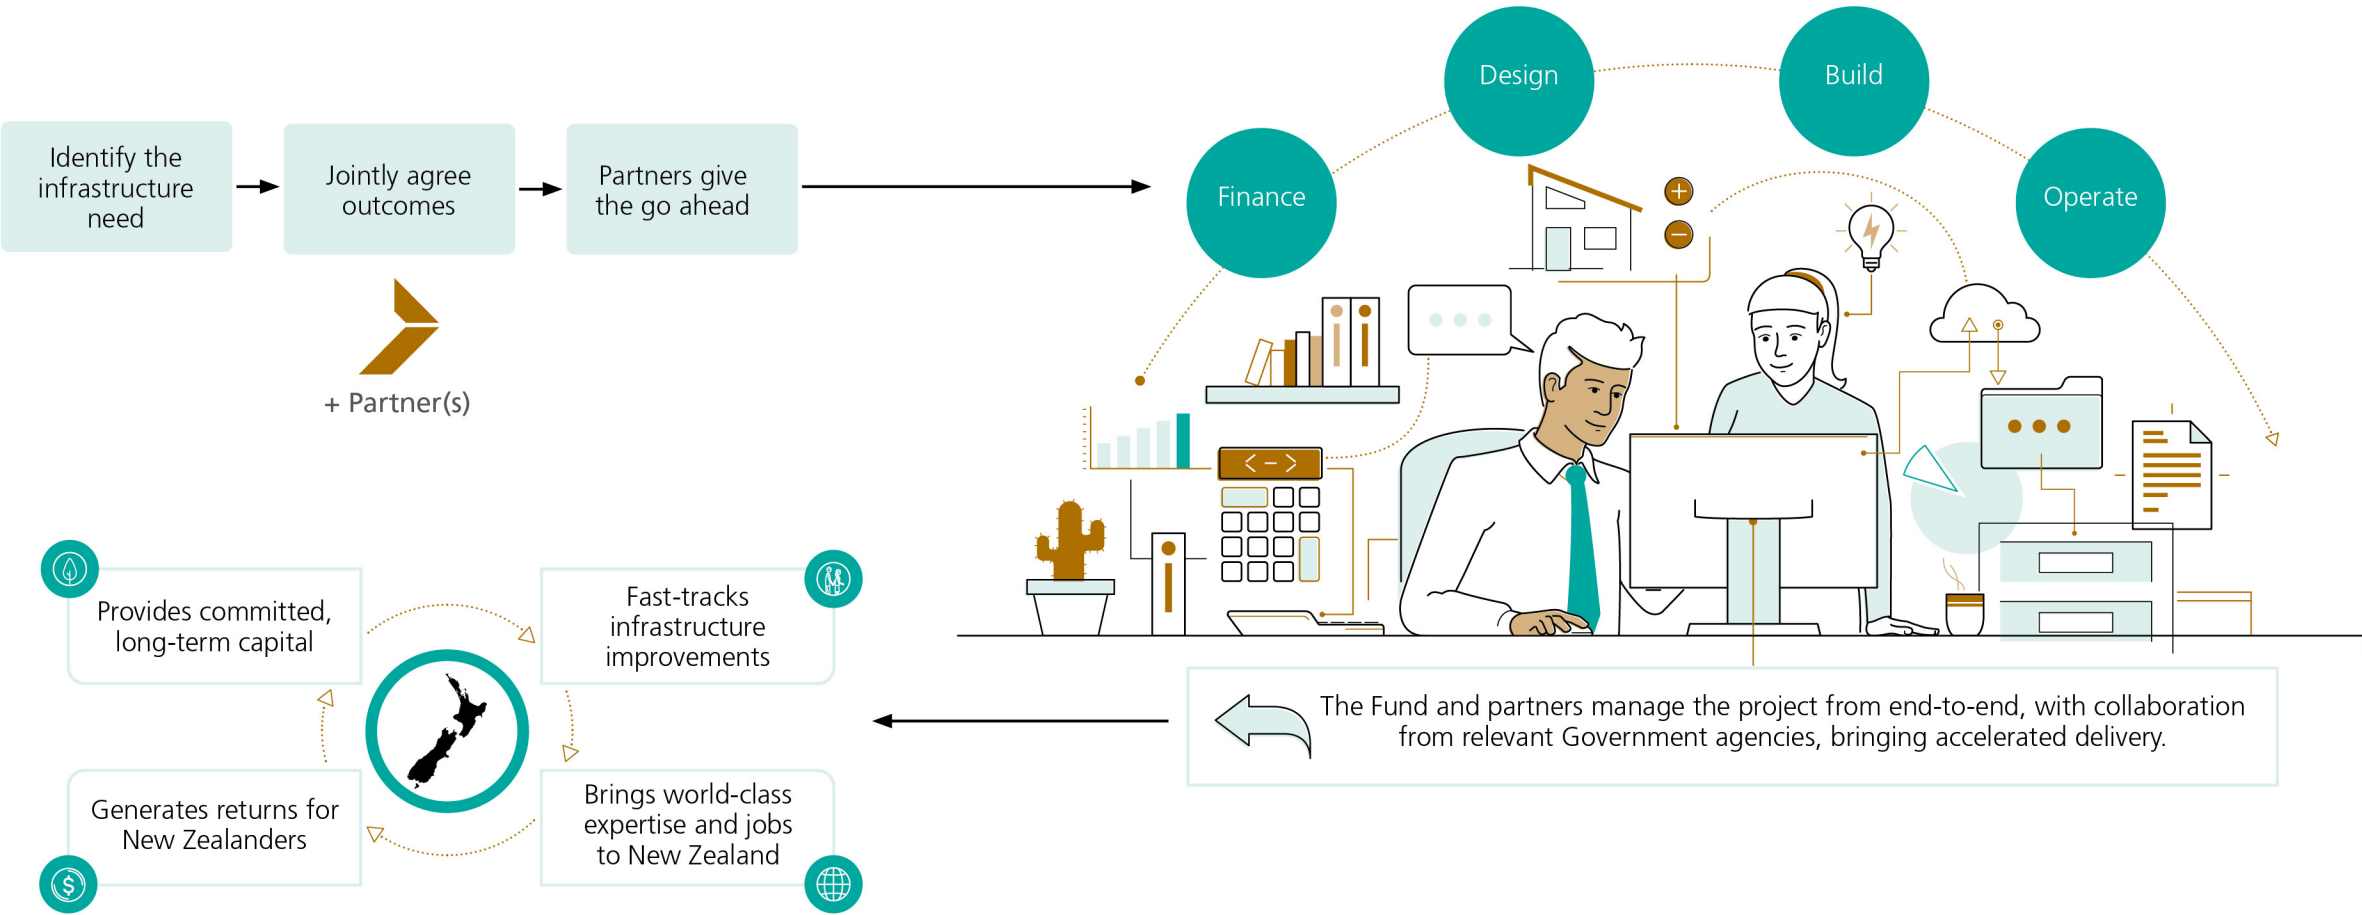 Identify the
infrastructure
need
Jointly agree
outcomes
Partners give
the go ahead
+ Partner(s)
Finance
Design
Build
Operate
The Fund and partners manage the project from end-to-end, with collaboration
from relevant Government agencies, bringing accelerated delivery.
Provides committed,
long-term capital
Fast-tracks
infrastructure
improvements
Brings world-class
expertise and jobs
to New Zealand
Generates returns for
New Zealanders